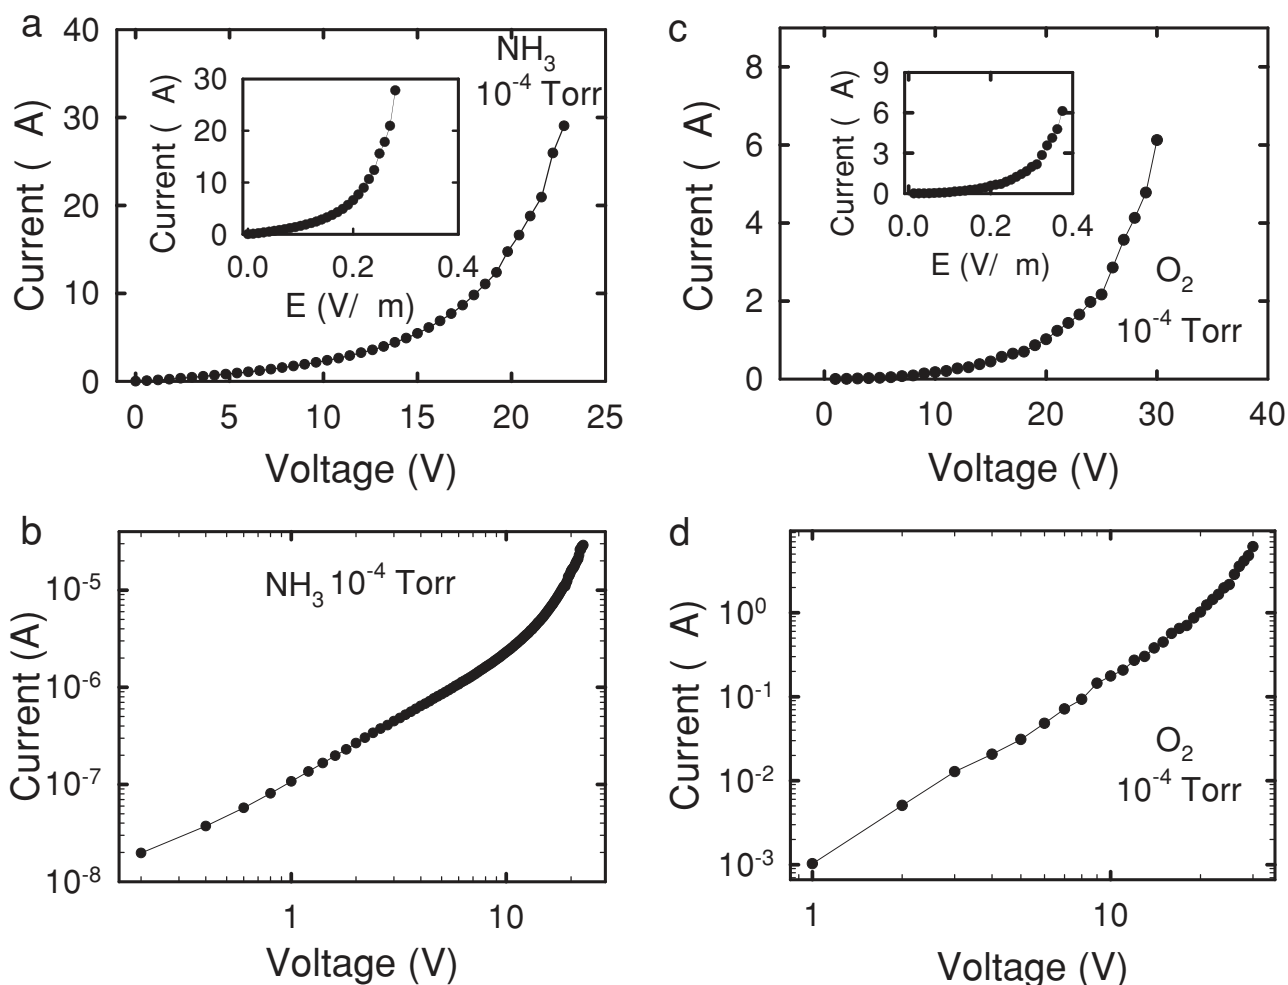 a
40
30
20
10
0
Current (  A)
NH3
10-4 Torr
30
20
10
0
Current (  A)
0.0 0.2 0.4
E (V/  m)
0 5 10 15 20 25
Voltage (V)
c
8
6
4
2
0
Current (  A)
9
6
3
0
Current (  A)
0.0 0.2 0.4
E (V/  m)
O2
10-4 Torr
0 10 20 30 40
Voltage (V)
b
10-5
10-6
10-7
10-8
Current (A)
NH3 10-4 Torr
1 10
Voltage (V)
d
100
10-1
10-2
10-3
Current (  A)
O2
10-4 Torr
1 10
Voltage (V)